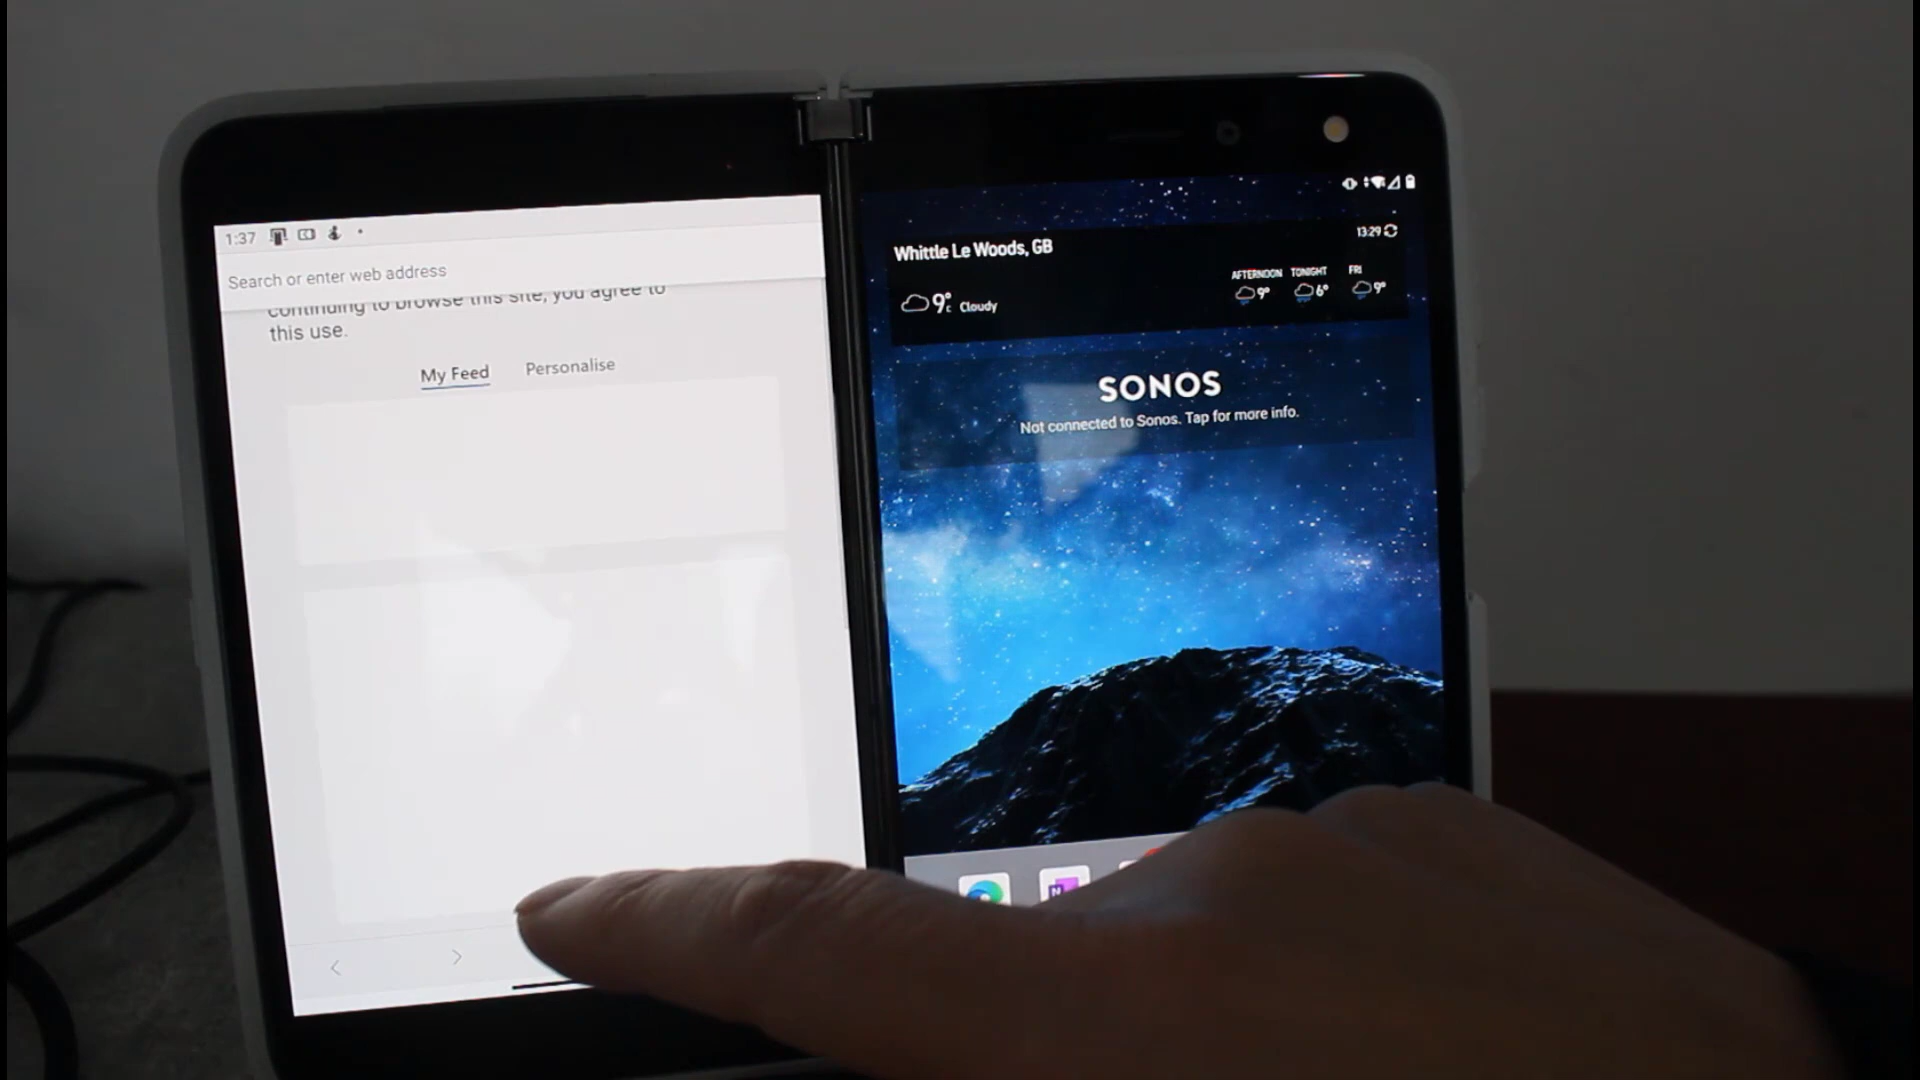 1:37
Search or enter web address
continuing to browse this site, you agree to
this use.
My Feed Personalise
Whittle Le Woods, GB
13:29
AFTERNOON TONIGHT FRI
9°c Cloudy
9° 6° 9°
SONOS
Not connected to Sonos. Tap for more info.
N